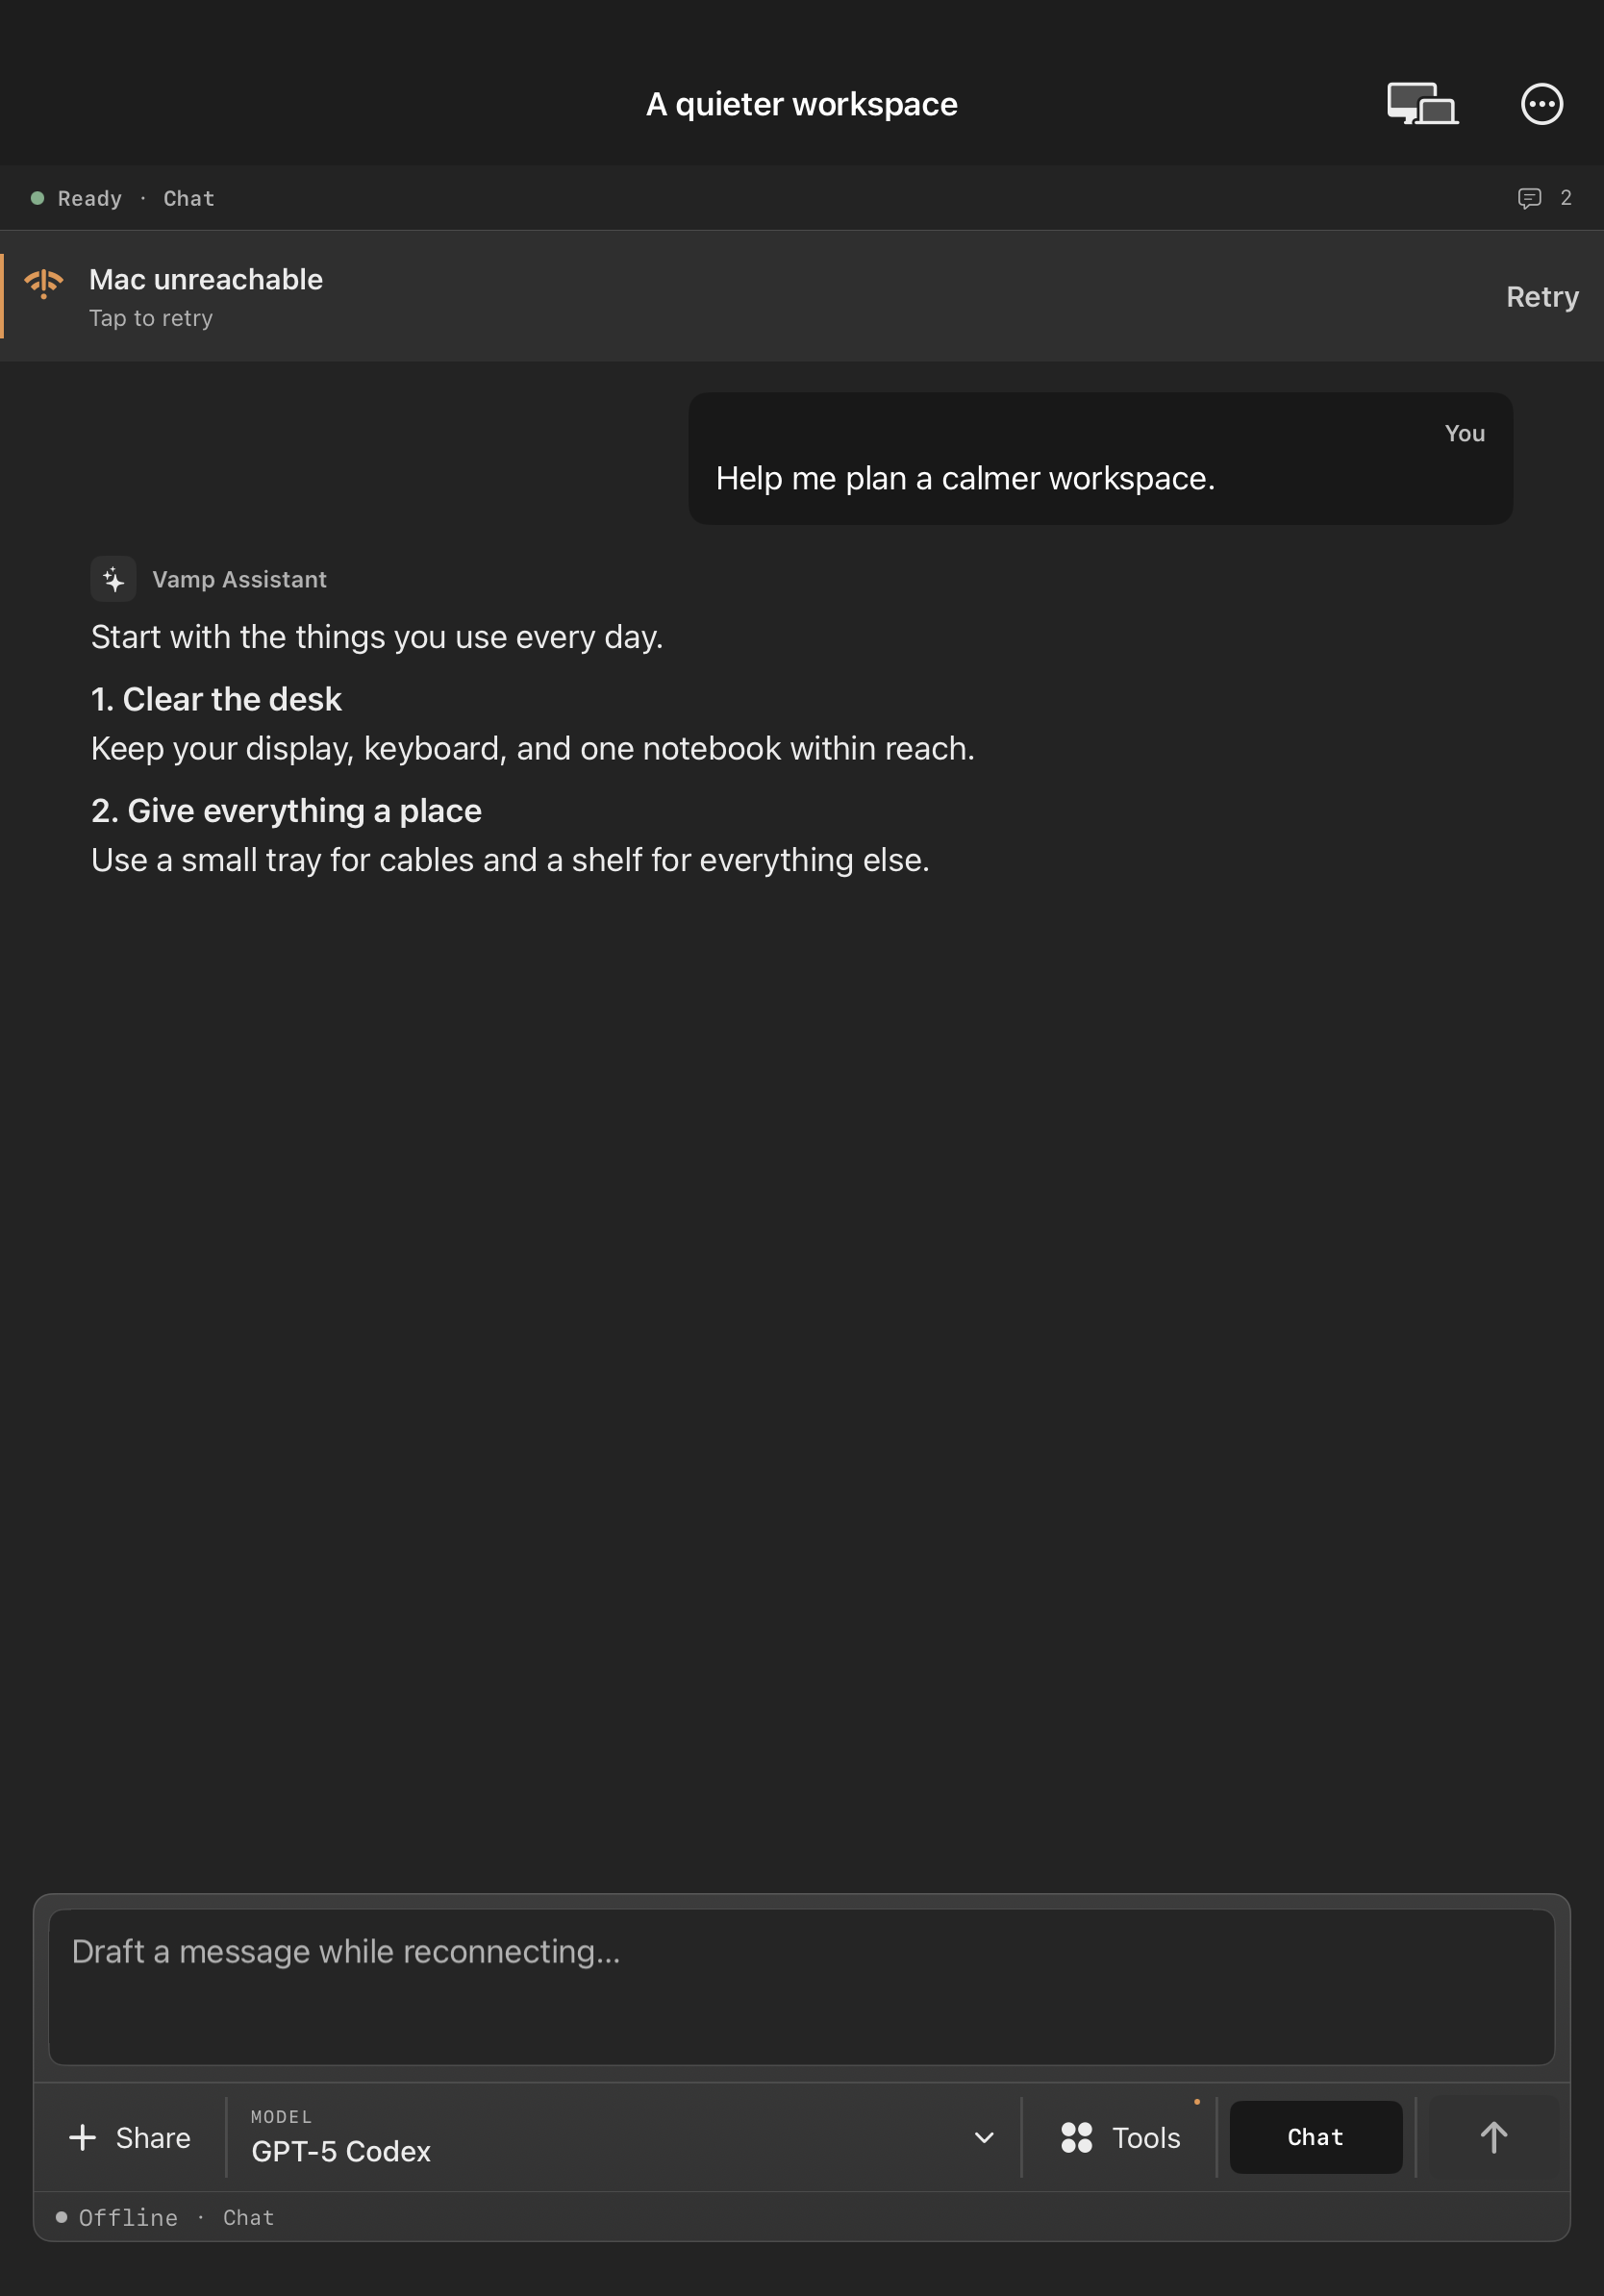 A quieter workspace
Ready · Chat
2
Mac unreachable
Tap to retry
Retry
You
Help me plan a calmer workspace.
Vamp Assistant
Start with the things you use every day.
1. Clear the desk
Keep your display, keyboard, and one notebook within reach.
2. Give everything a place
Use a small tray for cables and a shelf for everything else.
Draft a message while reconnecting...
Share
MODEL
GPT-5 Codex
Tools
Chat
Offline · Chat